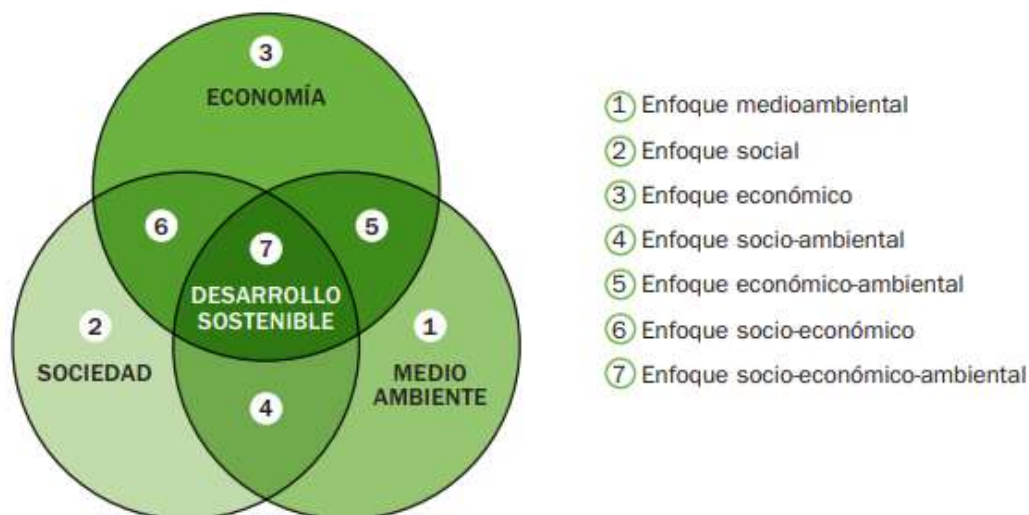 3
ECONOMÍA
6
5
7
DESARROLLO
SOSTENIBLE
2
SOCIEDAD
1
MEDIO
AMBIENTE
4
1 Enfoque medioambiental
2 Enfoque social
3 Enfoque económico
4 Enfoque socio-ambiental
5 Enfoque económico-ambiental
6 Enfoque socio-económico
7 Enfoque socio-económico-ambiental